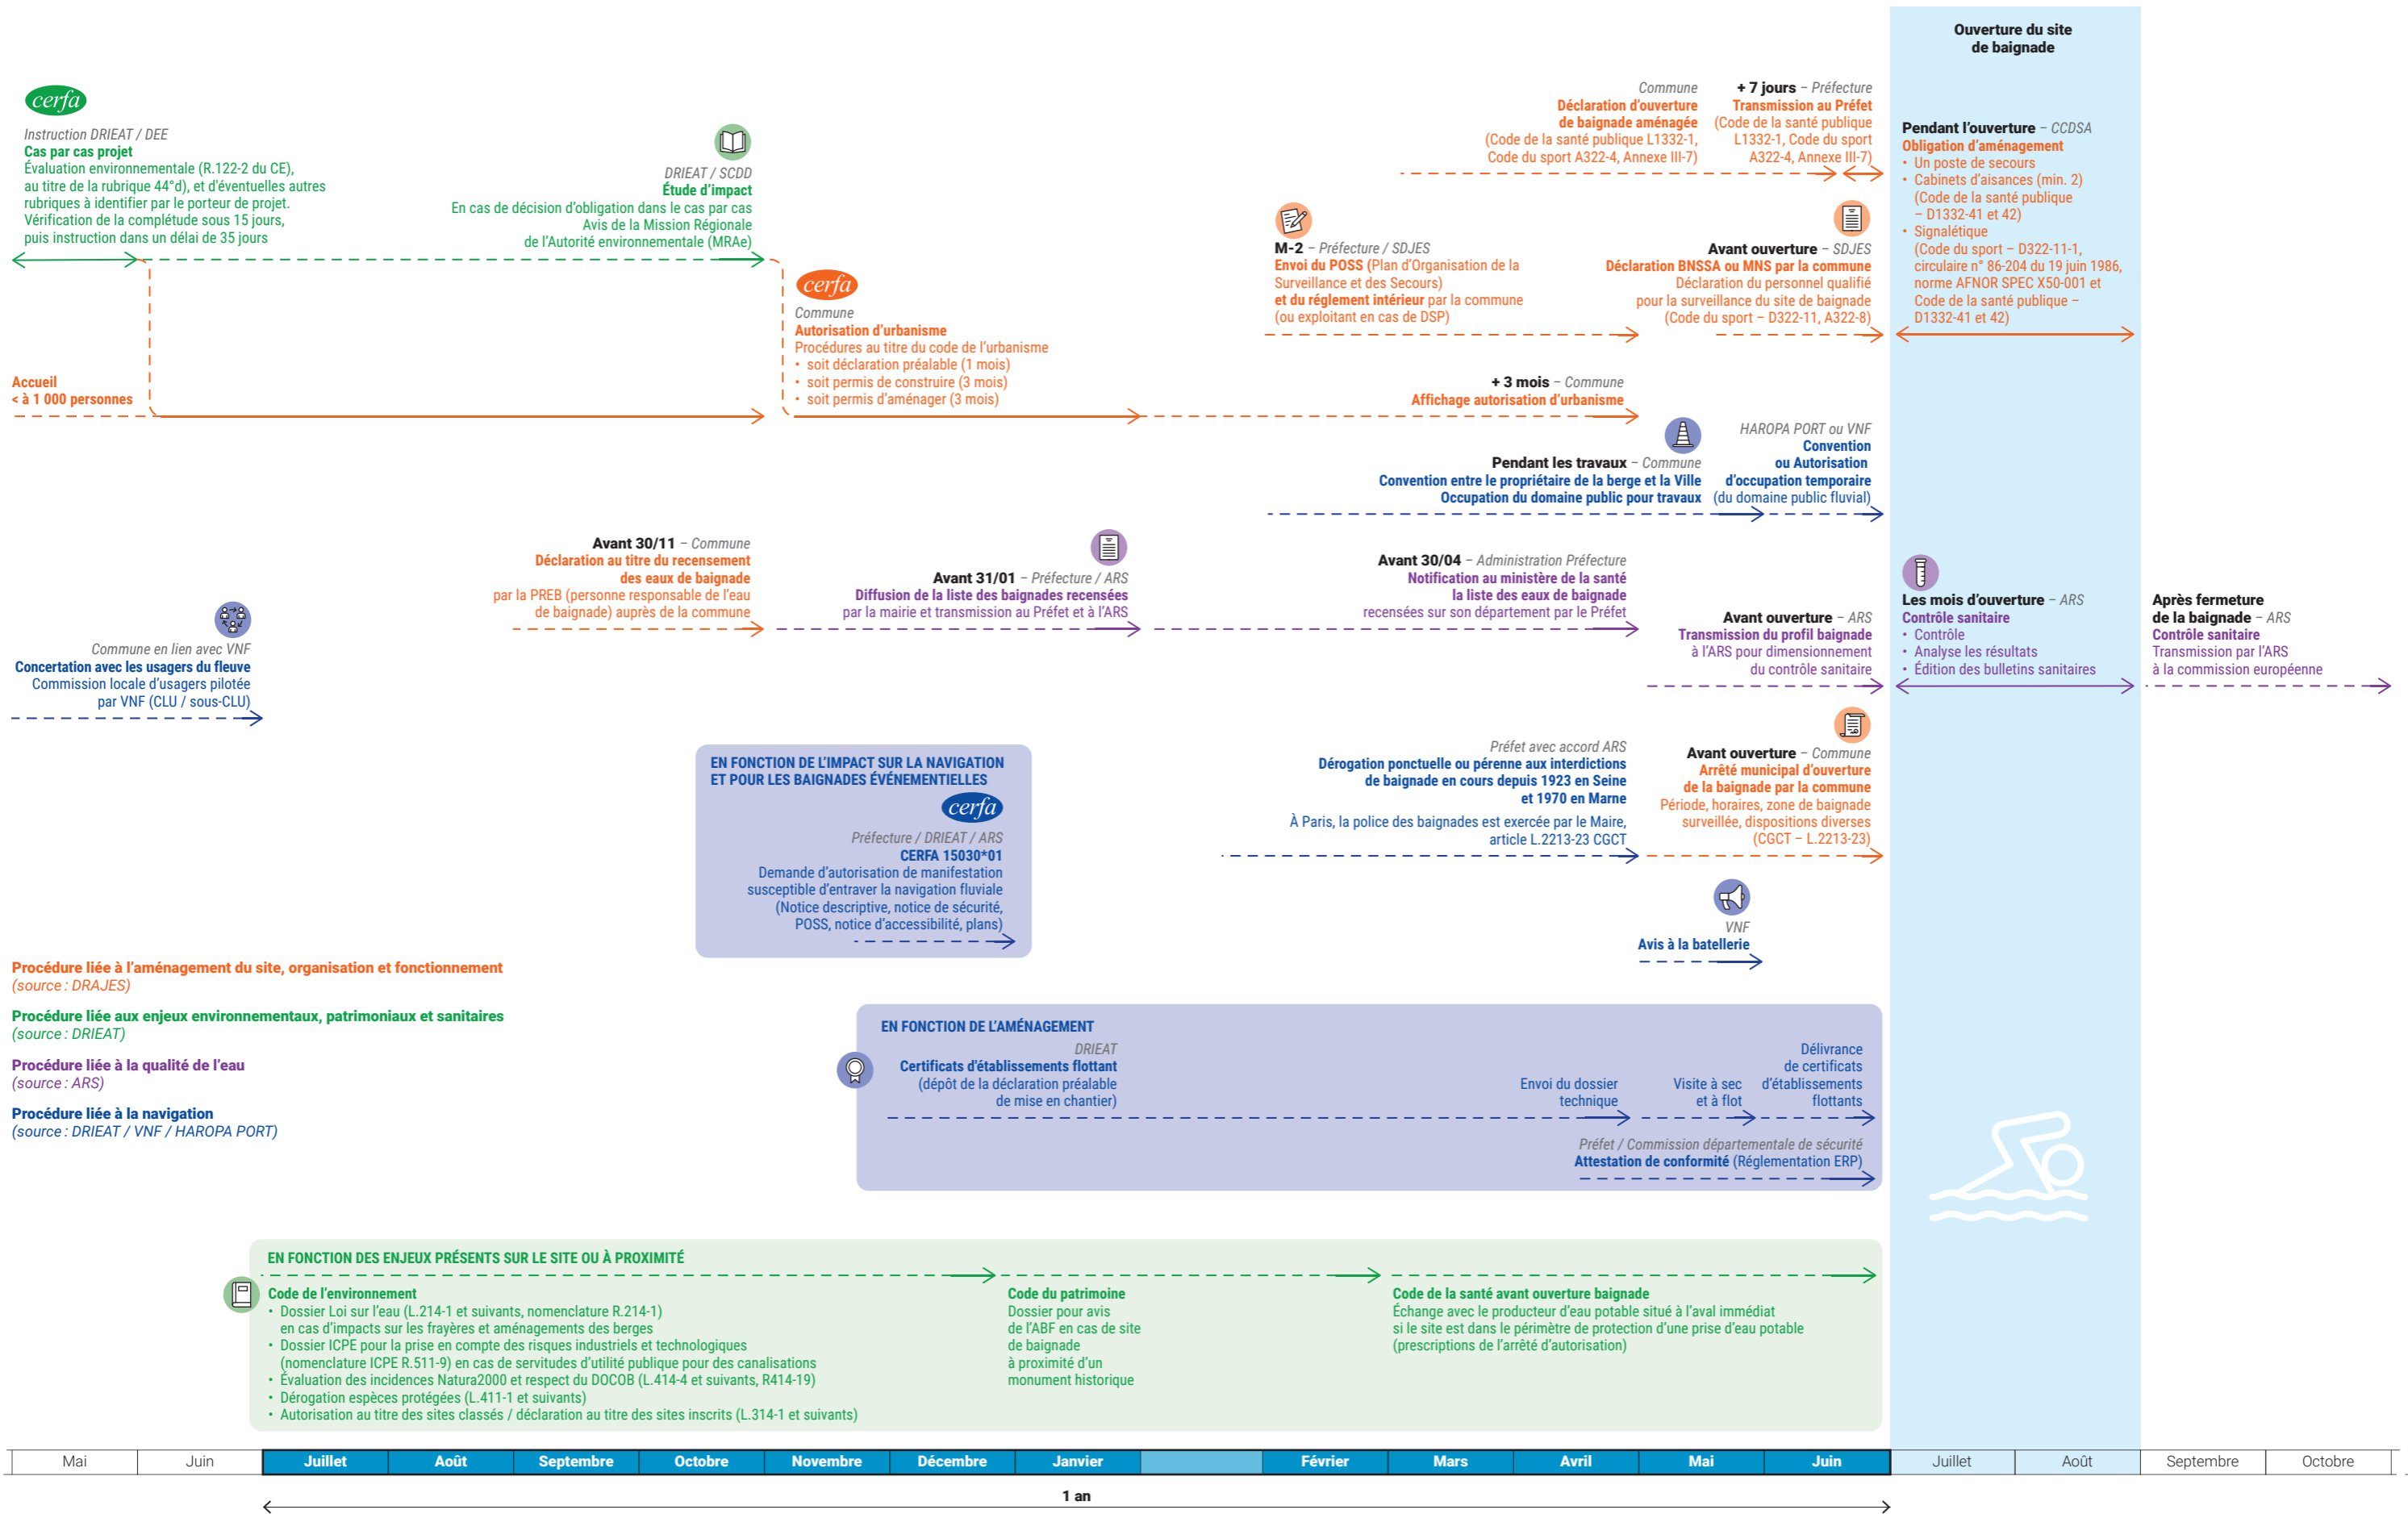 Ouverture du site
de baignade
cerfa
Instruction DRIEAT / DEE
Cas par cas projet
Évaluation environnementale (R.122-2 du CE),
au titre de la rubrique 44°d), et d'éventuelles autres
rubriques à identifier par le porteur de projet.
Vérification de la complétude sous 15 jours,
puis instruction dans un délai de 35 jours
DRIEAT / SCDD
Étude d'impact
En cas de décision d'obligation dans le cas par cas
Avis de la Mission Régionale
de l'Autorité environnementale (MRAe)
Commune
Déclaration d'ouverture
de baignade aménagée
(Code de la santé publique L1332-1,
Code du sport A322-4, Annexe III-7)
+ 7 jours – Préfecture
Transmission au Préfet
(Code de la santé publique
L1332-1, Code du sport
A322-4, Annexe III-7)
Pendant l'ouverture – CCDSA
Obligation d'aménagement
• Un poste de secours
• Cabinets d'aisances (min. 2)
(Code de la santé publique
– D1332-41 et 42)
• Signalétique
(Code du sport – D322-11-1,
circulaire n° 86-204 du 19 juin 1986,
norme AFNOR SPEC X50-001 et
Code de la santé publique –
D1332-41 et 42)
M-2 – Préfecture / SDJES
Envoi du POSS (Plan d'Organisation de la
Surveillance et des Secours)
et du réglement intérieur par la commune
(ou exploitant en cas de DSP)
Avant ouverture – SDJES
Déclaration BNSSA ou MNS par la commune
Déclaration du personnel qualifié
pour la surveillance du site de baignade
(Code du sport – D322-11, A322-8)
cerfa
Commune
Autorisation d'urbanisme
Procédures au titre du code de l'urbanisme
• soit déclaration préalable (1 mois)
• soit permis de construire (3 mois)
• soit permis d'aménager (3 mois)
Accueil
< à 1 000 personnes
+ 3 mois – Commune
Affichage autorisation d'urbanisme
Pendant les travaux – Commune
Convention entre le propriétaire de la berge et la Ville
Occupation du domaine public pour travaux
HAROPA PORT ou VNF
Convention
ou Autorisation
d'occupation temporaire
(du domaine public fluvial)
Avant 30/11 – Commune
Déclaration au titre du recensement
des eaux de baignade
par la PREB (personne responsable de l'eau
de baignade) auprès de la commune
Avant 31/01 – Préfecture / ARS
Diffusion de la liste des baignades recensées
par la mairie et transmission au Préfet et à l'ARS
Avant 30/04 – Administration Préfecture
Notification au ministère de la santé
la liste des eaux de baignade
recensées sur son département par le Préfet
Avant ouverture – ARS
Transmission du profil baignade
à l'ARS pour dimensionnement
du contrôle sanitaire
Les mois d'ouverture – ARS
Contrôle sanitaire
• Contrôle
• Analyse les résultats
• Édition des bulletins sanitaires
Après fermeture
de la baignade – ARS
Contrôle sanitaire
Transmission par l'ARS
à la commission européenne
Commune en lien avec VNF
Concertation avec les usagers du fleuve
Commission locale d'usagers pilotée
par VNF (CLU / sous-CLU)
EN FONCTION DE L'IMPACT SUR LA NAVIGATION
ET POUR LES BAIGNADES ÉVÉNEMENTIELLES
cerfa
Préfecture / DRIEAT / ARS
CERFA 15030*01
Demande d'autorisation de manifestation
susceptible d'entraver la navigation fluviale
(Notice descriptive, notice de sécurité,
POSS, notice d'accessibilité, plans)
Préfet avec accord ARS
Dérogation ponctuelle ou pérenne aux interdictions
de baignade en cours depuis 1923 en Seine
et 1970 en Marne
À Paris, la police des baignades est exercée par le Maire,
article L.2213-23 CGCT
Avant ouverture – Commune
Arrêté municipal d'ouverture
de la baignade par la commune
Période, horaires, zone de baignade
surveillée, dispositions diverses
(CGCT – L.2213-23)
VNF
Avis à la batellerie
Procédure liée à l'aménagement du site, organisation et fonctionnement
(source : DRAJES)
Procédure liée aux enjeux environnementaux, patrimoniaux et sanitaires
(source : DRIEAT)
Procédure liée à la qualité de l'eau
(source : ARS)
Procédure liée à la navigation
(source : DRIEAT / VNF / HAROPA PORT)
EN FONCTION DE L'AMÉNAGEMENT
DRIEAT
Certificats d'établissements flottant
(dépôt de la déclaration préalable
de mise en chantier)
Envoi du dossier
technique
Visite à sec
et à flot
Délivrance
de certificats
d'établissements
flottants
Préfet / Commission départementale de sécurité
Attestation de conformité (Réglementation ERP)
EN FONCTION DES ENJEUX PRÉSENTS SUR LE SITE OU À PROXIMITÉ
Code de l'environnement
• Dossier Loi sur l'eau (L.214-1 et suivants, nomenclature R.214-1)
en cas d'impacts sur les frayères et aménagements des berges
• Dossier ICPE pour la prise en compte des risques industriels et technologiques
(nomenclature ICPE R.511-9) en cas de servitudes d'utilité publique pour des canalisations
• Évaluation des incidences Natura2000 et respect du DOCOB (L.414-4 et suivants, R414-19)
• Dérogation espèces protégées (L.411-1 et suivants)
• Autorisation au titre des sites classés / déclaration au titre des sites inscrits (L.314-1 et suivants)
Code du patrimoine
Dossier pour avis
de l'ABF en cas de site
de baignade
à proximité d'un
monument historique
Code de la santé avant ouverture baignade
Échange avec le producteur d'eau potable situé à l'aval immédiat
si le site est dans le périmètre de protection d'une prise d'eau potable
(prescriptions de l'arrêté d'autorisation)
Mai Juin Juillet Août Septembre Octobre Novembre Décembre Janvier Février Mars Avril Mai Juin Juillet Août Septembre Octobre
1 an